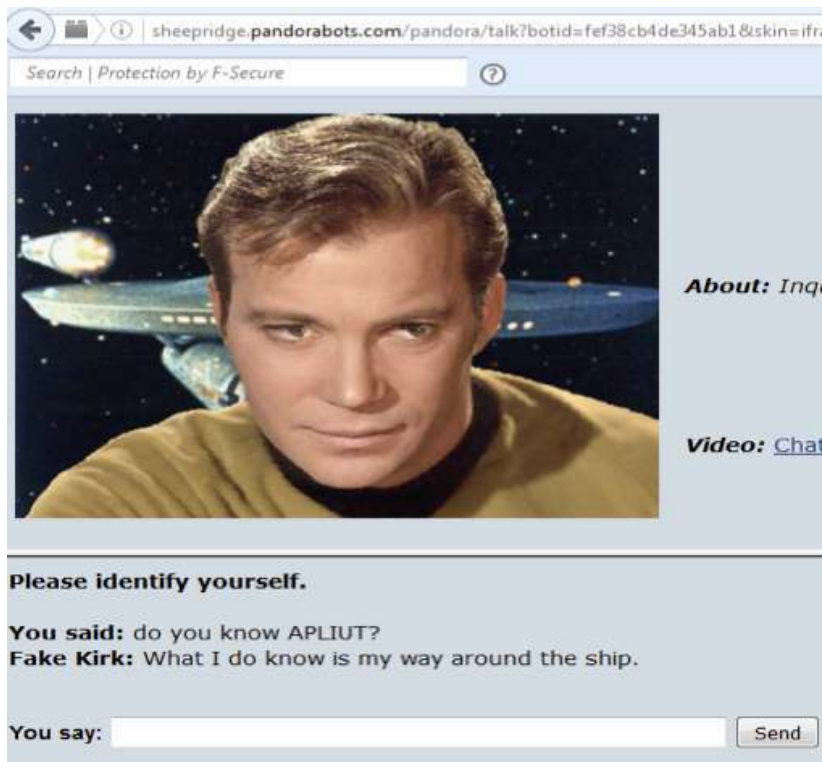 sheepridge.pandorabots.com/pandora/talk?botid=fef38cb4de345ab1&skin=ifra
Search | Protection by F-Secure
About:
Video: Chat
Please identify yourself.
You said: do you know APLIUT?
Fake Kirk: What I do know is my way around the ship.
You say:
Send